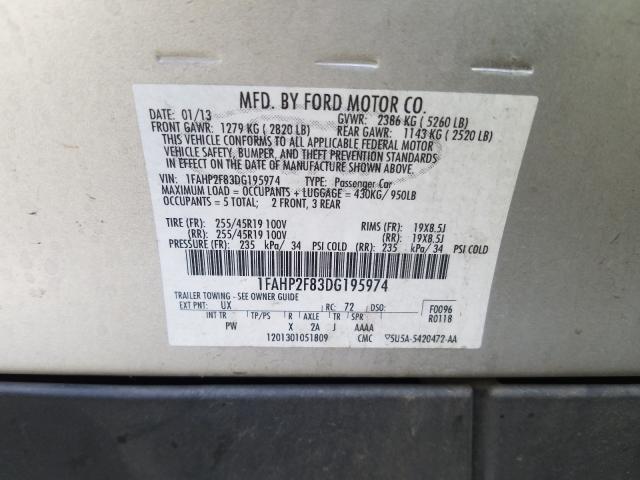 MFD. BY FORD MOTOR CO.
DATE: 01/13 GVWR: 2386 KG ( 5260 LB)
FRONT GAWR: 1279 KG ( 2820 LB) REAR GAWR: 1143 KG ( 2520 LB)
THIS VEHICLE CONFORMS TO ALL APPLICABLE FEDERAL MOTOR
VEHICLE SAFETY, BUMPER, AND THEFT PREVENTION STANDARDS
IN EFFECT ON THE DATE OF MANUFACTURE SHOWN ABOVE.
VIN: 1FAHP2F83DG195974 TYPE: Passenger Car
MAXIMUM LOAD = OCCUPANTS + LUGGAGE = 430KG/ 950LB
OCCUPANTS = 5 TOTAL; 2 FRONT, 3 REAR
TIRE (FR): 255/45R19 100V RIMS (FR): 19X8.5J
(RR): 255/45R19 100V (RR): 19X8.5J
PRESSURE (FR): 235 kPa/ 34 PSI COLD (RR): 235 kPa/ 34 PSI COLD
1FAHP2F83DG195974
TRAILER TOWING - SEE OWNER GUIDE
EXT PNT: UX RC: 72 DSO: F0096
R0118
INT TR TP/PS R AXLE TR SPR
PW X 2A J AAAA
1201301051809 CMC 5U5A-5420472-AA